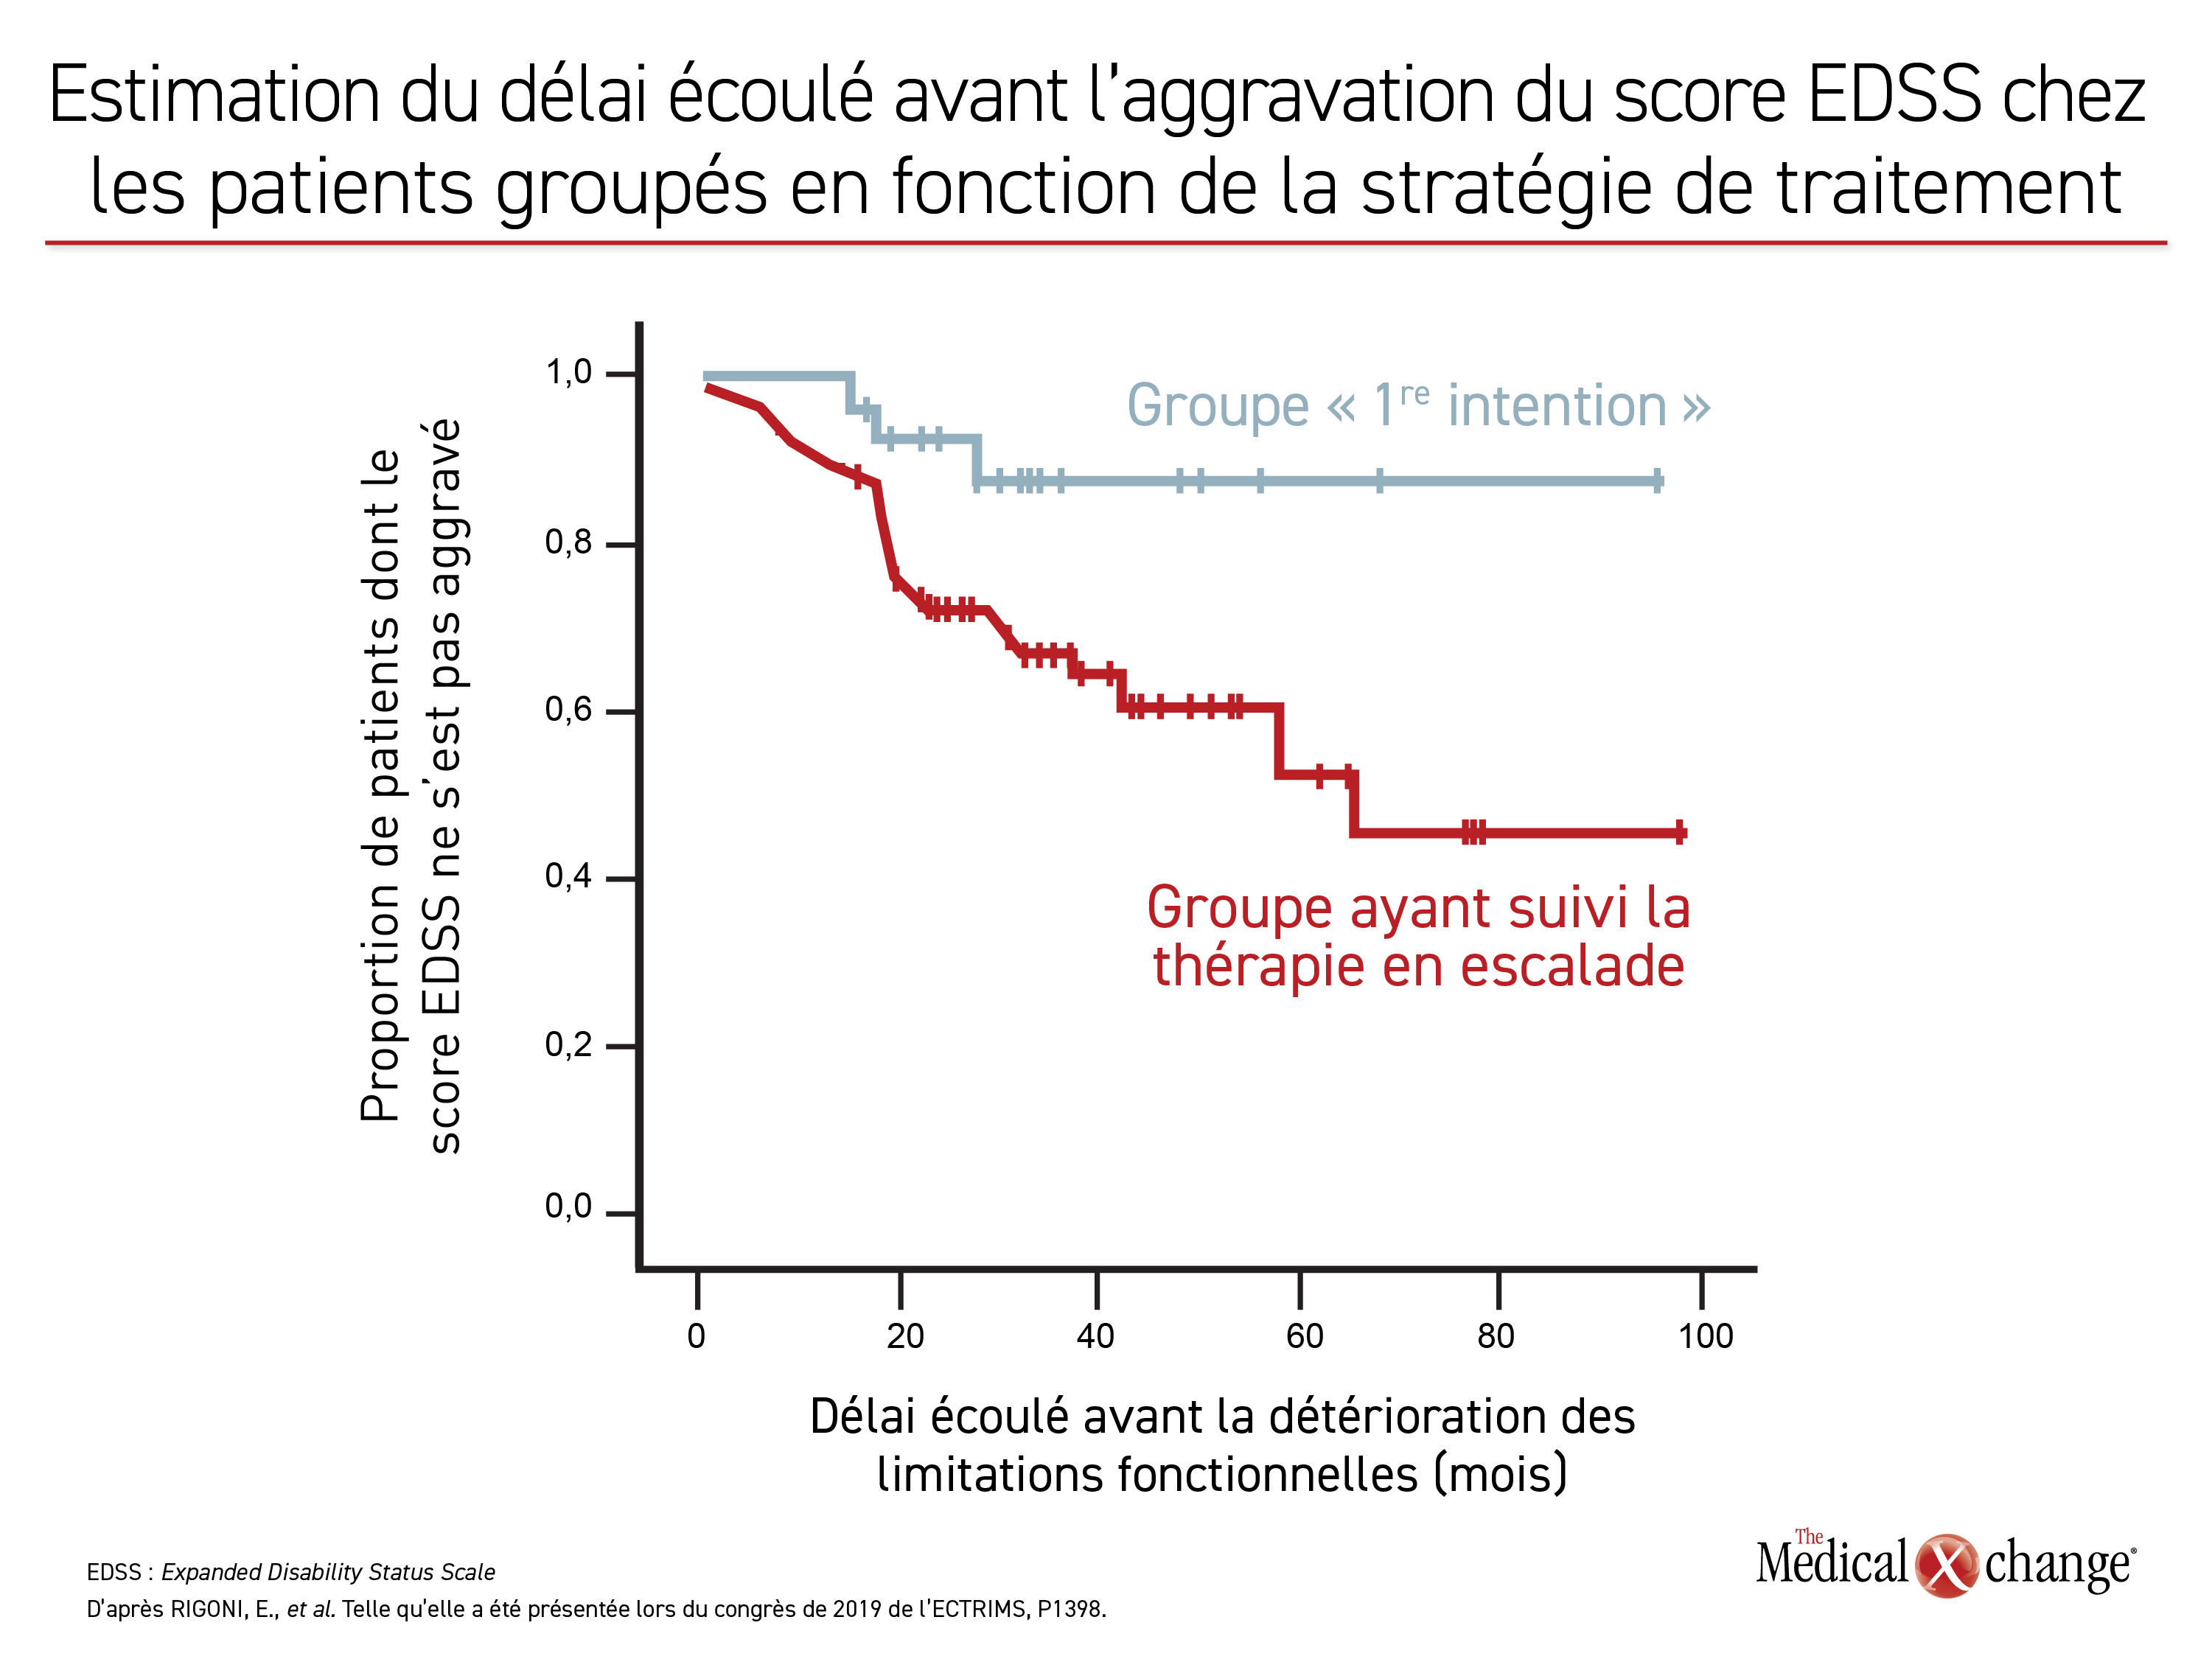 Estimation du délai écoulé avant l’aggravation du score EDSS chez
les patients groupés en fonction de la stratégie de traitement
Proportion de patients dont le
score EDSS ne s’est pas aggravé
1,0
0,8
0,6
0,4
0,2
0,0
Groupe « 1re intention »
Groupe ayant suivi la
thérapie en escalade
0 20 40 60 80 100
Délai écoulé avant la détérioration des
limitations fonctionnelles (mois)
EDSS : Expanded Disability Status Scale
D’après RIGONI, E., et al. Telle qu’elle a été présentée lors du congrès de 2019 de l’ECTRIMS, P1398.
The
Medical X change®